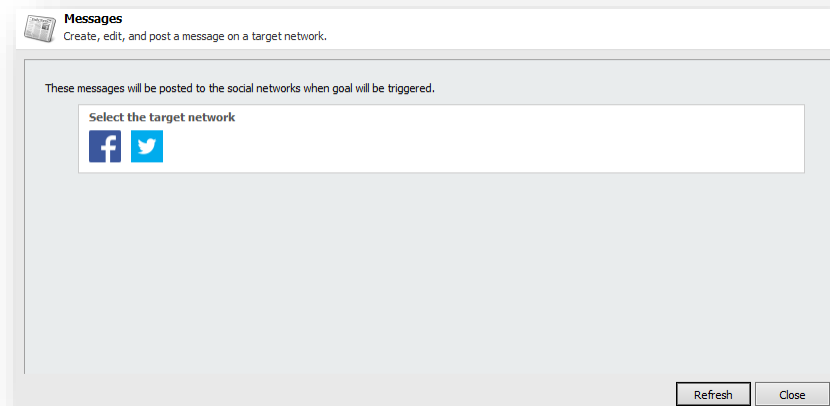 Messages
Create, edit, and post a message on a target network.
These messages will be posted to the social networks when goal will be triggered.
Select the target network
Refresh
Close